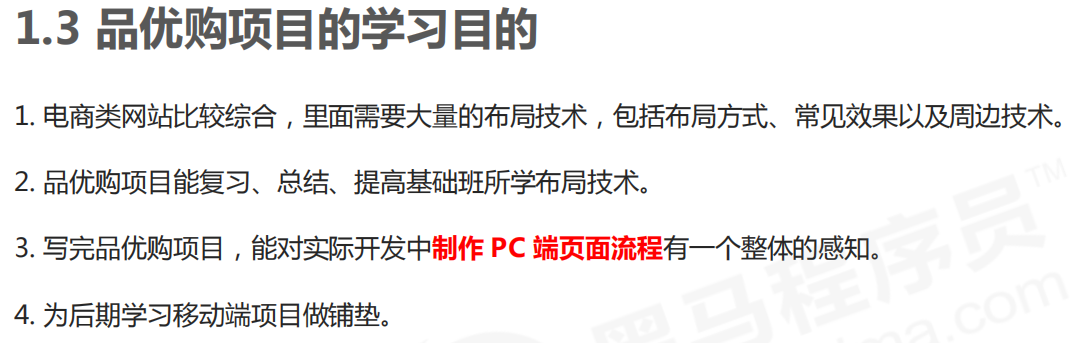 1.3 品优购项目的学习目的
1. 电商类网站比较综合，里面需要大量的布局技术，包括布局方式、常见效果以及周边技术。
2. 品优购项目能复习、总结、提高基础班所学布局技术。
3. 写完品优购项目，能对实际开发中制作 PC 端页面流程有一个整体的感知。
4. 为后期学习移动端项目做铺垫。
黑马程序员™
ma.com